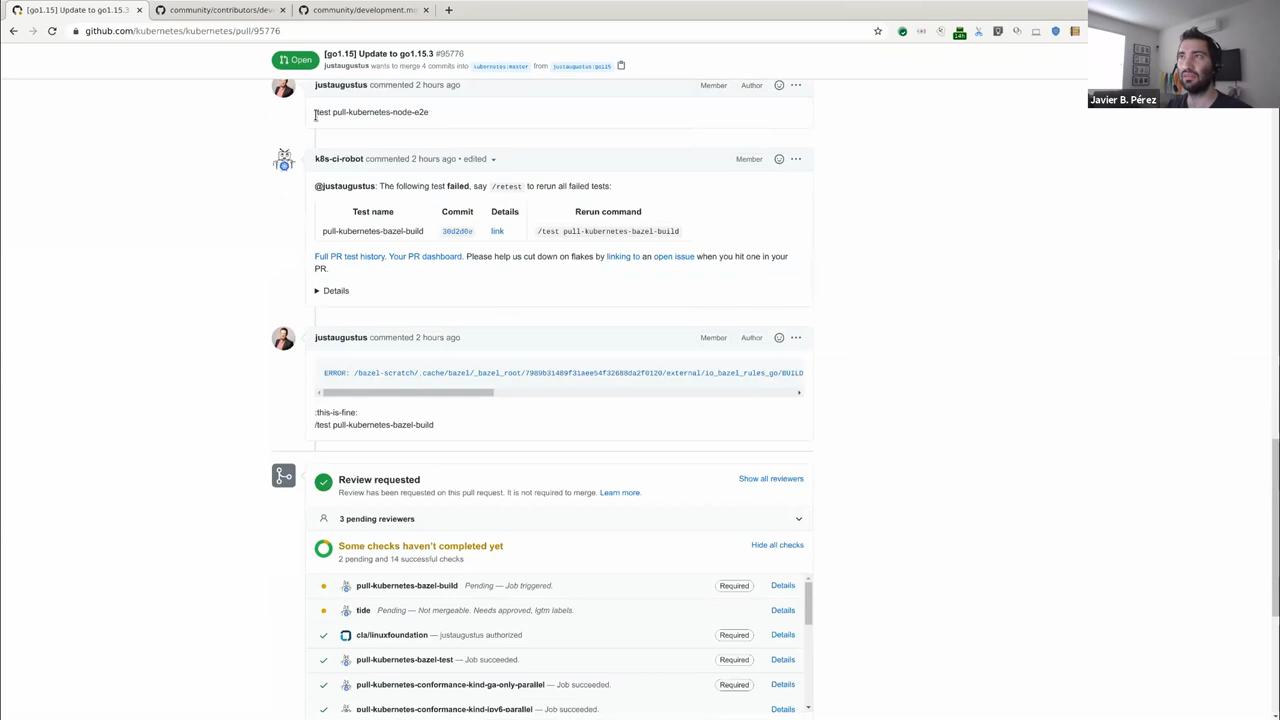 [go1.15] Update to go1.15.3
community/contributors/dev
community/development.m
github.com/kubernetes/kubernetes/pull/95776
14h
Javier B. Pérez
Open
[go1.15] Update to go1.15.3 #95776
justaugustus wants to merge 4 commits into kubernetes:master from justaugustus:go115
justaugustus commented 2 hours ago
Member
Author
/test pull-kubernetes-node-e2e
k8s-ci-robot commented 2 hours ago • edited
Member
@justaugustus: The following test failed, say /retest to rerun all failed tests:
Test name Commit Details Rerun command
pull-kubernetes-bazel-build 30d2d0e link /test pull-kubernetes-bazel-build
Full PR test history. Your PR dashboard. Please help us cut down on flakes by linking to an open issue when you hit one in your
PR.
Details
justaugustus commented 2 hours ago
Member
Author
ERROR: /bazel-scratch/.cache/bazel/_bazel_root/7989b31489f31aee54f32688da2f0120/external/io_bazel_rules_go/BUILD
:this-is-fine:
/test pull-kubernetes-bazel-build
Review requested
Show all reviewers
Review has been requested on this pull request. It is not required to merge. Learn more.
3 pending reviewers
Some checks haven't completed yet
Hide all checks
2 pending and 14 successful checks
pull-kubernetes-bazel-build Pending — Job triggered. Required Details
tide Pending — Not mergeable. Needs approved, lgtm labels. Details
cla/linuxfoundation — justaugustus authorized Required Details
pull-kubernetes-bazel-test — Job succeeded. Required Details
pull-kubernetes-conformance-kind-ga-only-parallel — Job succeeded. Required Details
pull-kubernetes-conformance-kind-ipv6-parallel — Job succeeded. Details